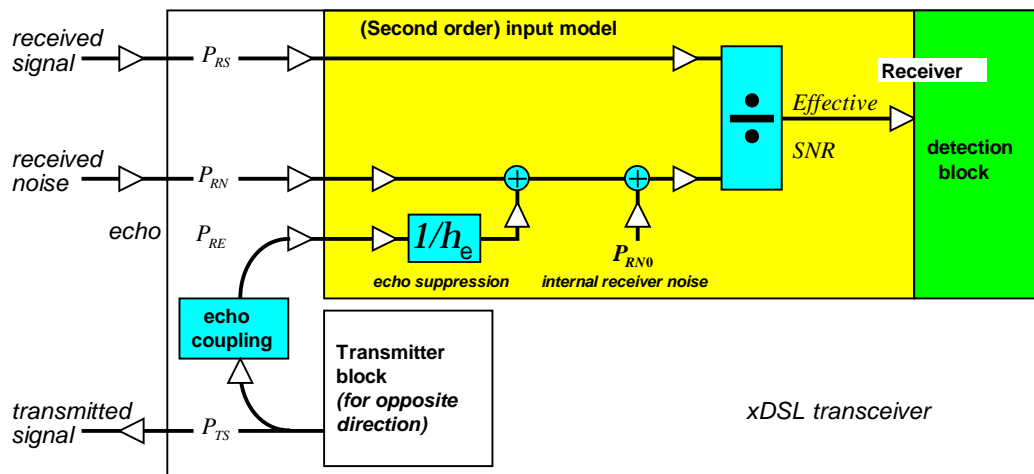 received
signal
P_RS
(Second order) input model
Receiver
Effective
SNR
detection
block
received
noise
P_RN
echo
P_RE
1/h_e
P_RN0
echo suppression
internal receiver noise
echo
coupling
Transmitter
block
(for opposite
direction)
transmitted
signal
P_TS
xDSL transceiver